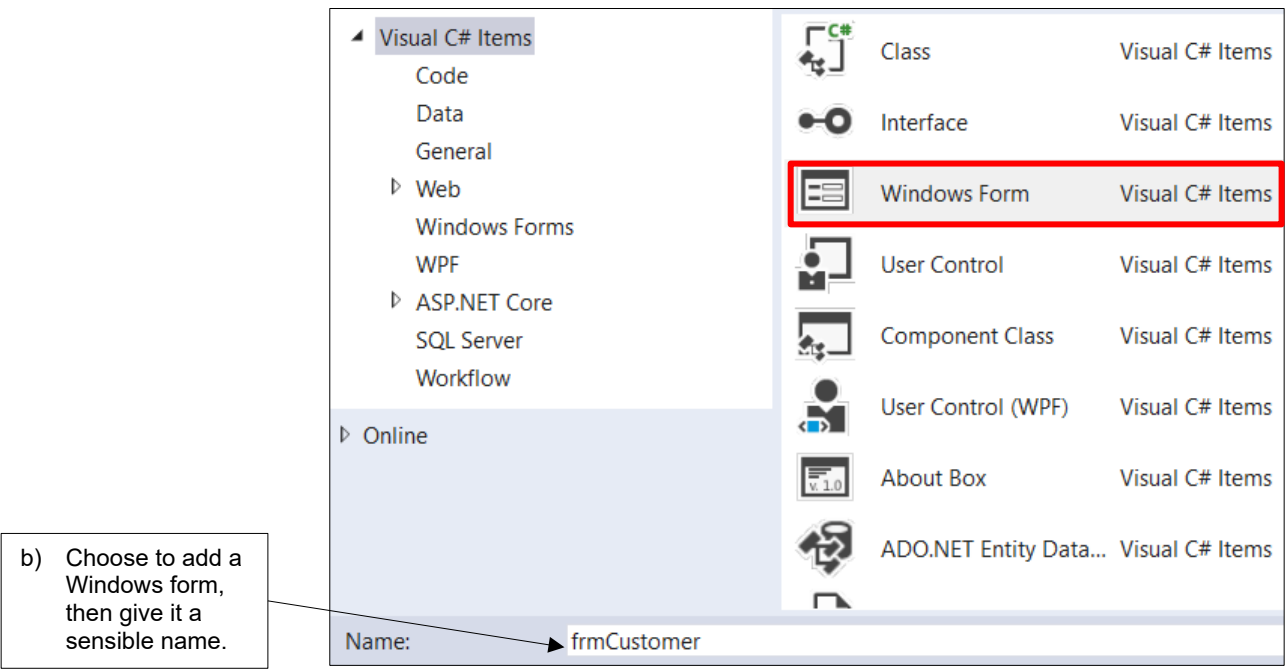 Visual C# Items
Code
Data
General
Web
Windows Forms
WPF
ASP.NET Core
SQL Server
Workflow
Online
C#
Class Visual C# Items
Interface Visual C# Items
Windows Form Visual C# Items
User Control Visual C# Items
Component Class Visual C# Items
User Control (WPF) Visual C# Items
v. 1.0
About Box Visual C# Items
ADO.NET Entity Data... Visual C# Items
b) Choose to add a
Windows form,
then give it a
sensible name.
Name: frmCustomer